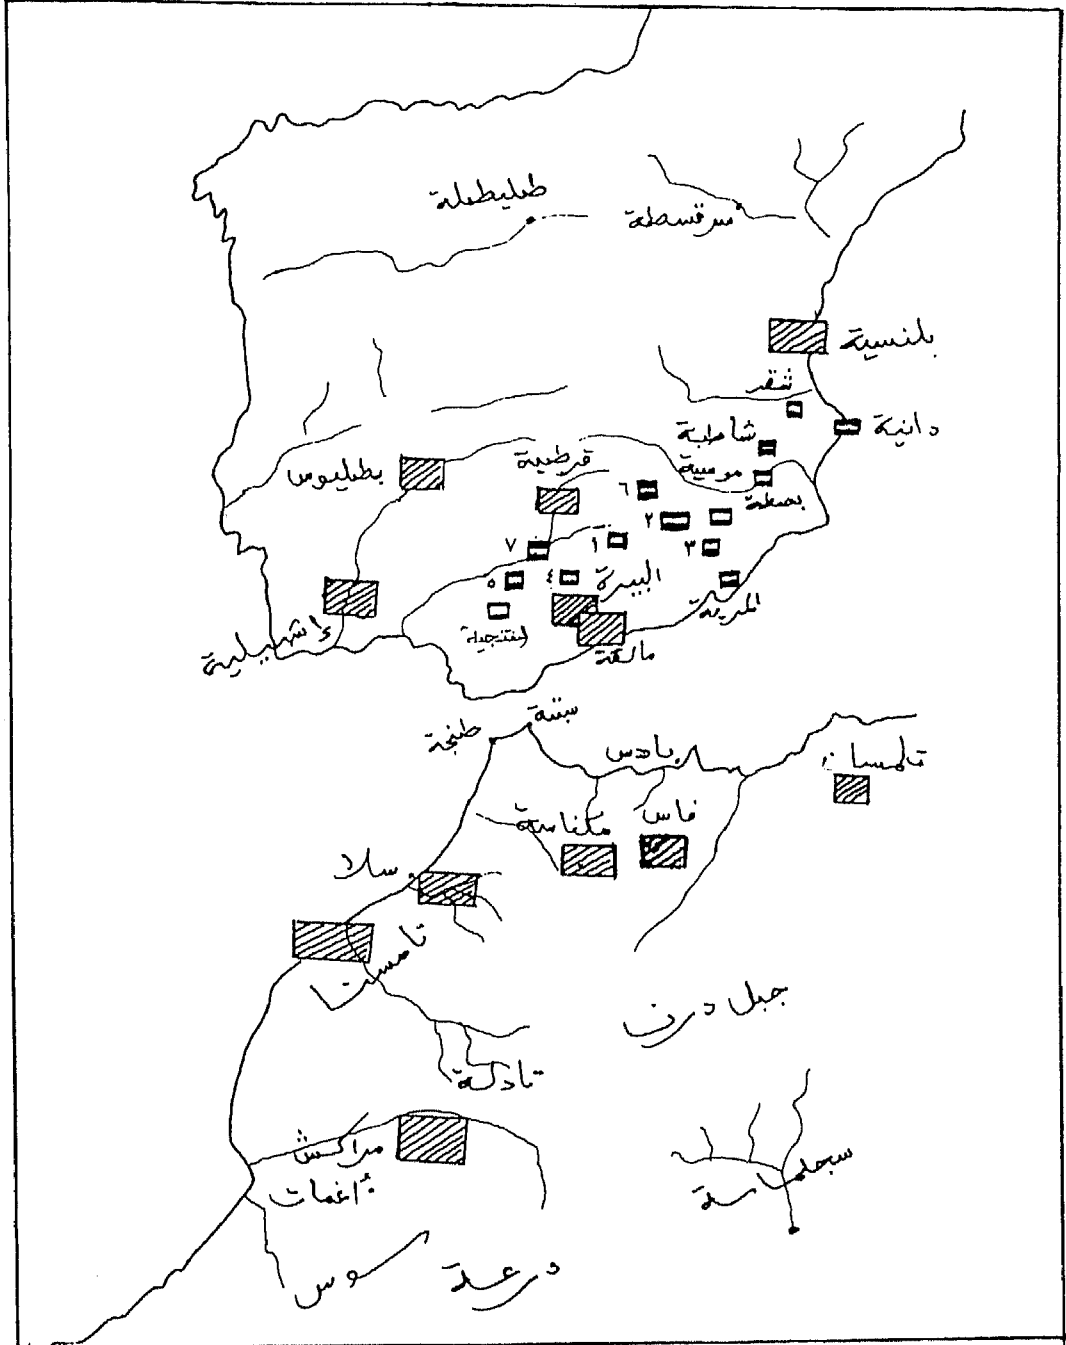 طليطلة
سرقسطة
بلنسية
شقر
دانية
شاطبة
مرسية
قرطبة
بطليوس
٦
بسطة
٢
٣
١
٧
٤
٥
البيرة
المرية
إشبيلية
مالقة
سبتة
طنجة
بادس
تلمسان
فاس
مكناسة
سلا
تامسنا
جبل درن
تادلة
مراكش
أغمات
سجلماسة
درعة
سوس